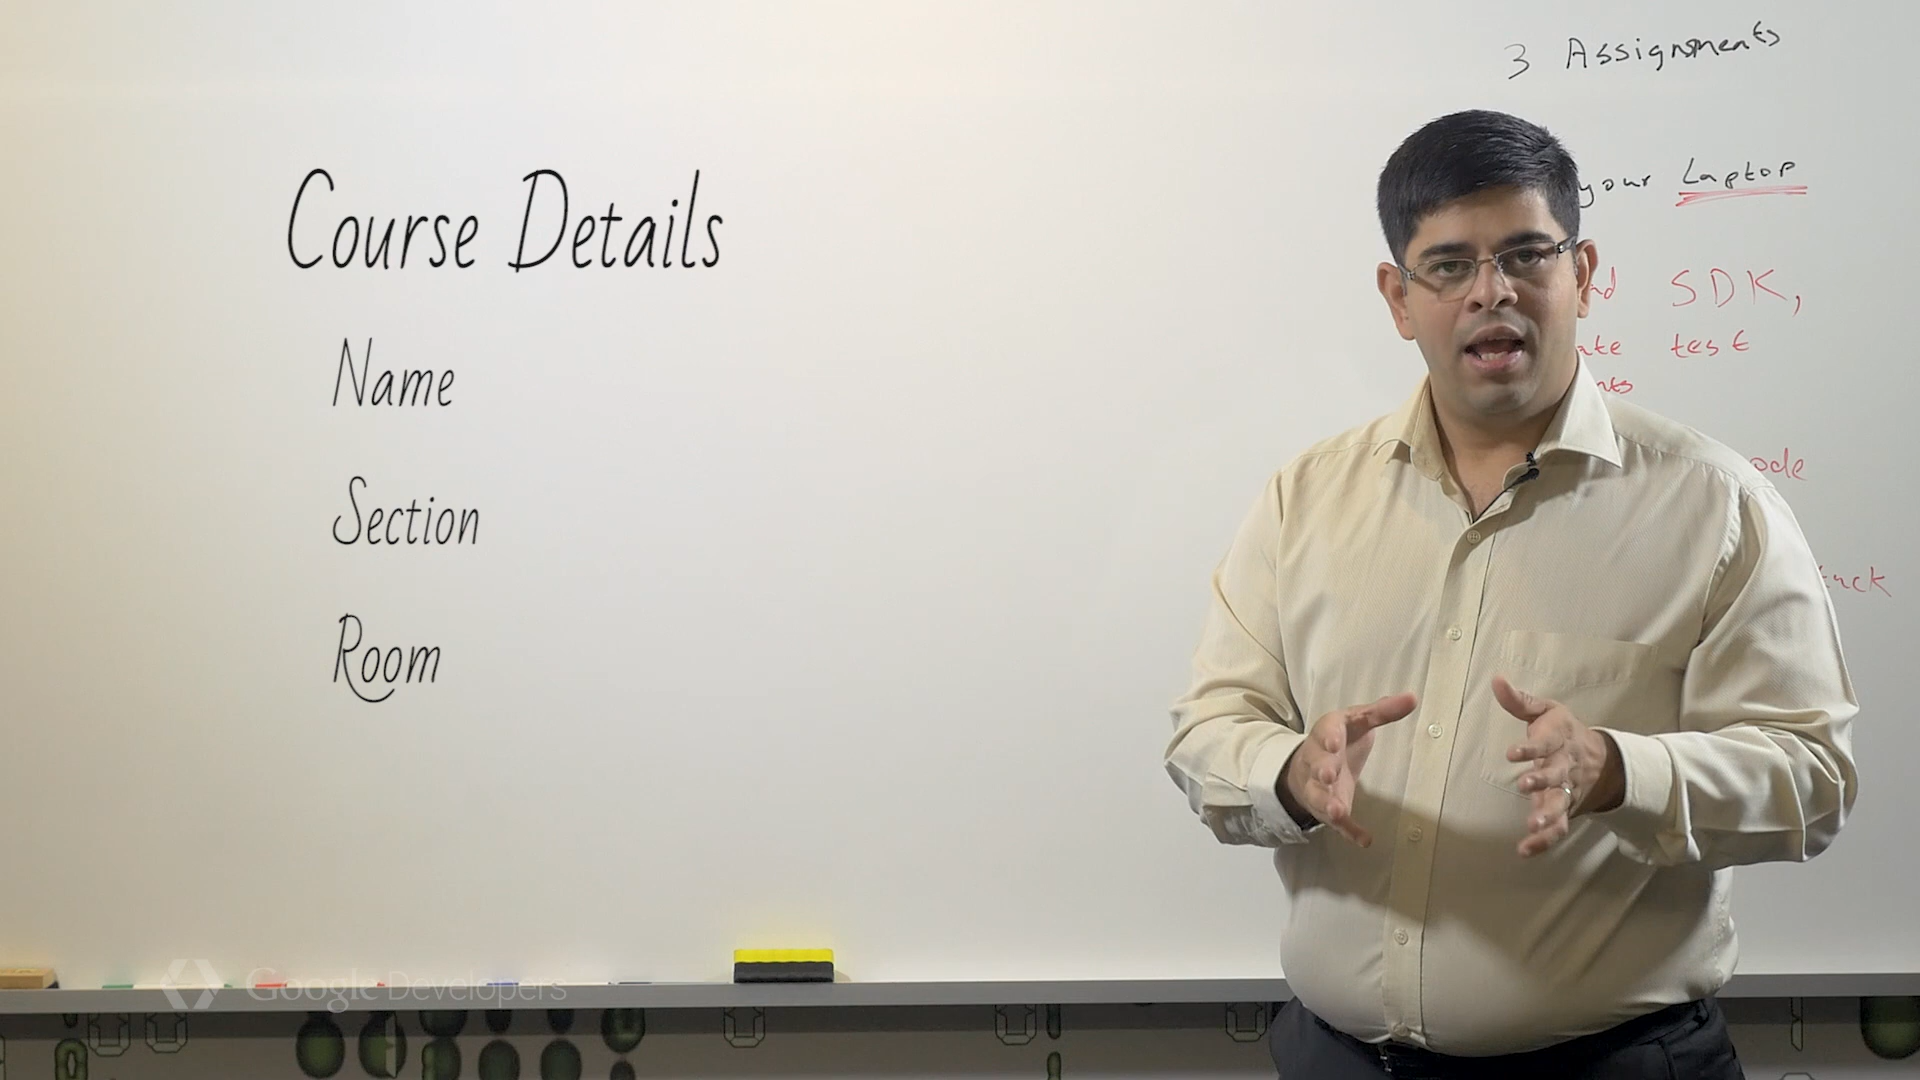 3 Assignments
Course Details
your Laptop
SDK,
Name
test
Section
Room
Google Developers